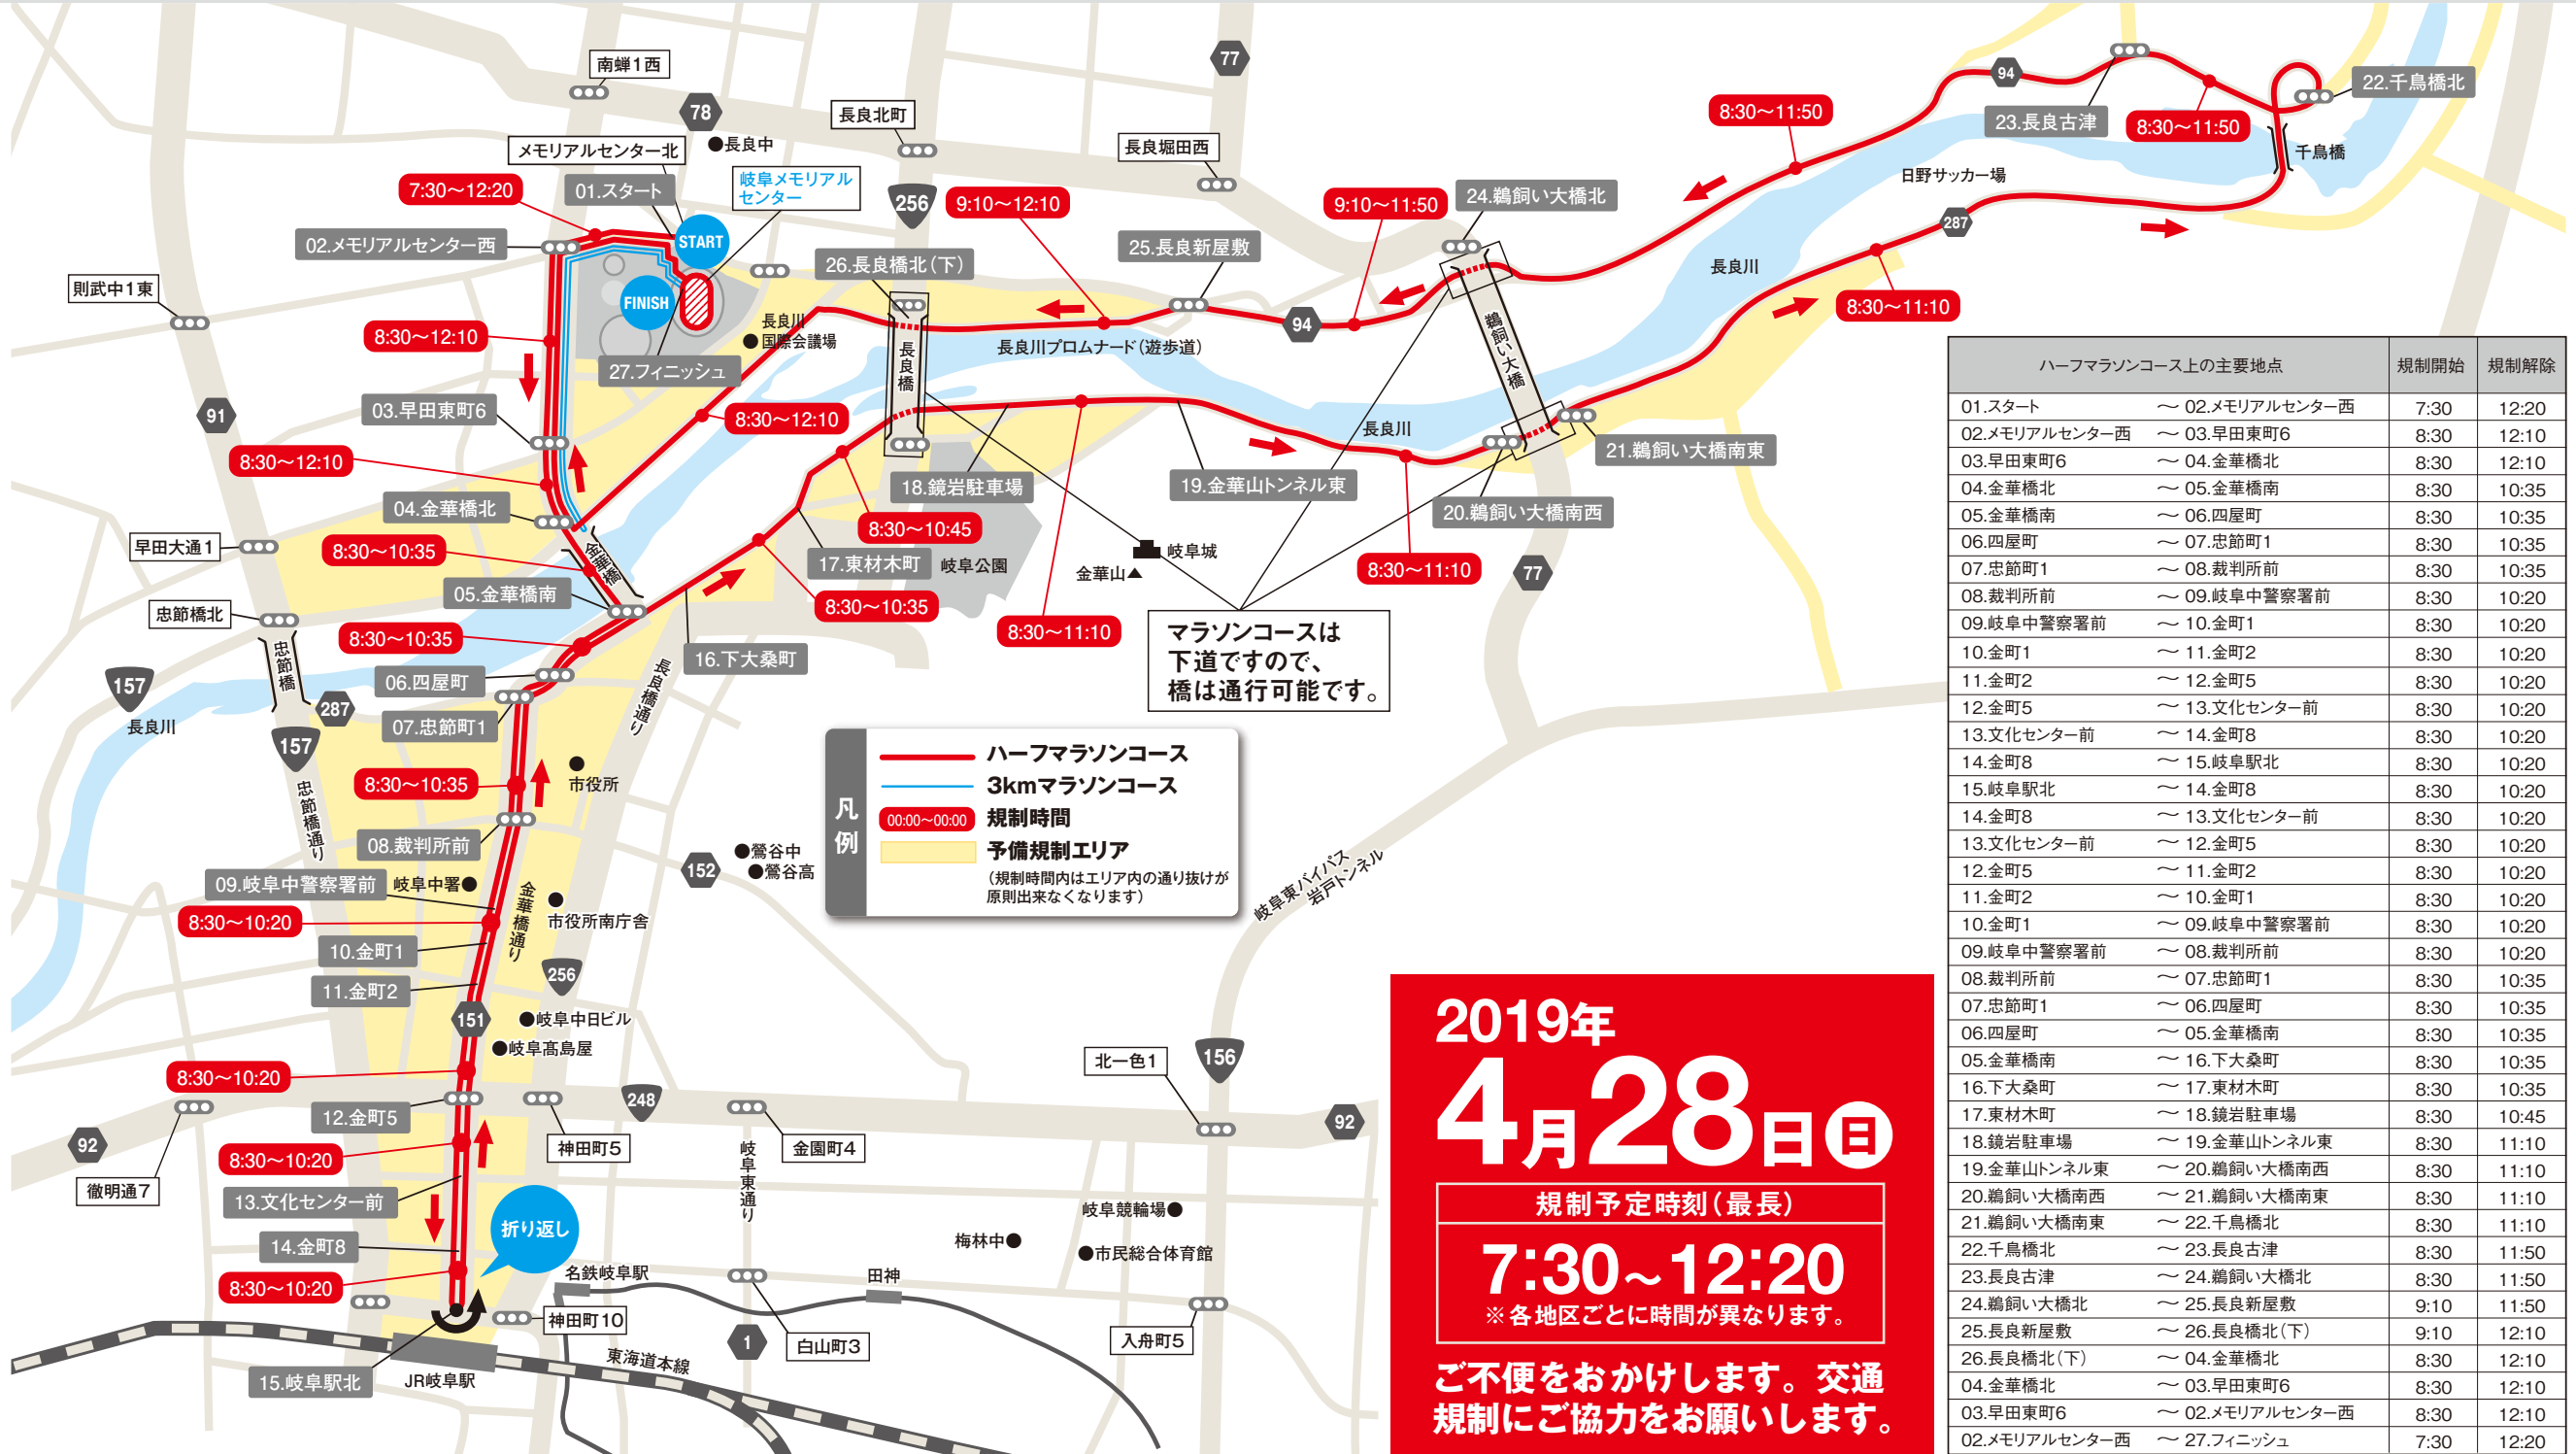 南蝉1西
77
78
長良中
長良北町
長良堀田西
メモリアルセンター北
岐阜メモリアル
センター
01.スタート
7:30～12:20
START
256
9:10～12:10
9:10～11:50
8:30～11:50
94
23.長良古津
8:30～11:50
22.千鳥橋北
千鳥橋
日野サッカー場
24.鵜飼い大橋北
02.メモリアルセンター西
26.長良橋北（下）
25.長良新屋敷
287
長良川
則武中1東
FINISH
長良川
国際会議場
8:30～12:10
27.フィニッシュ
長良橋
長良川プロムナード（遊歩道）
94
鵜飼い大橋
8:30～11:10
91
03.早田東町6
8:30～12:10
長良川
8:30～12:10
21.鵜飼い大橋南東
18.鏡岩駐車場
19.金華山トンネル東
20.鵜飼い大橋南西
04.金華橋北
8:30～10:45
早田大通1
8:30～10:35
金華橋
17.東材木町
岐阜公園
岐阜城
金華山▲
8:30～11:10
77
05.金華橋南
8:30～10:35
忠節橋北
8:30～10:35
8:30～11:10
マラソンコースは
下道ですので、
橋は通行可能です。
忠節橋
16.下大桑町
長良橋通り
157
06.四屋町
287
長良川
07.忠節町1
157
忠節橋通り
8:30～10:35
市役所
凡例
ハーフマラソンコース
3kmマラソンコース
00:00～00:00
規制時間
予備規制エリア
（規制時間内はエリア内の通り抜けが
原則出来なくなります）
08.裁判所前
152
鶯谷中
鶯谷高
09.岐阜中警察署前
岐阜中署
金華橋通り
市役所南庁舎
8:30～10:20
10.金町1
256
11.金町2
151
岐阜中日ビル
岐阜髙島屋
岐阜東バイパス
岩戸トンネル
8:30～10:20
12.金町5
248
北一色1
156
92
92
神田町5
金園町4
8:30～10:20
徹明通7
岐阜東通り
13.文化センター前
折り返し
岐阜競輪場
梅林中
市民総合体育館
14.金町8
8:30～10:20
名鉄岐阜駅
田神
神田町10
1
白山町3
入舟町5
15.岐阜駅北
JR岐阜駅
東海道本線
2019年
4月28日日
規制予定時刻（最長）
7:30～12:20
※各地区ごとに時間が異なります。
ご不便をおかけします。交通
規制にご協力をお願いします。
ハーフマラソンコース上の主要地点 規制開始 規制解除
01.スタート ～ 02.メモリアルセンター西 7:30 12:20
02.メモリアルセンター西 ～ 03.早田東町6 8:30 12:10
03.早田東町6 ～ 04.金華橋北 8:30 12:10
04.金華橋北 ～ 05.金華橋南 8:30 10:35
05.金華橋南 ～ 06.四屋町 8:30 10:35
06.四屋町 ～ 07.忠節町1 8:30 10:35
07.忠節町1 ～ 08.裁判所前 8:30 10:35
08.裁判所前 ～ 09.岐阜中警察署前 8:30 10:20
09.岐阜中警察署前 ～ 10.金町1 8:30 10:20
10.金町1 ～ 11.金町2 8:30 10:20
11.金町2 ～ 12.金町5 8:30 10:20
12.金町5 ～ 13.文化センター前 8:30 10:20
13.文化センター前 ～ 14.金町8 8:30 10:20
14.金町8 ～ 15.岐阜駅北 8:30 10:20
15.岐阜駅北 ～ 14.金町8 8:30 10:20
14.金町8 ～ 13.文化センター前 8:30 10:20
13.文化センター前 ～ 12.金町5 8:30 10:20
12.金町5 ～ 11.金町2 8:30 10:20
11.金町2 ～ 10.金町1 8:30 10:20
10.金町1 ～ 09.岐阜中警察署前 8:30 10:20
09.岐阜中警察署前 ～ 08.裁判所前 8:30 10:20
08.裁判所前 ～ 07.忠節町1 8:30 10:35
07.忠節町1 ～ 06.四屋町 8:30 10:35
06.四屋町 ～ 05.金華橋南 8:30 10:35
05.金華橋南 ～ 16.下大桑町 8:30 10:35
16.下大桑町 ～ 17.東材木町 8:30 10:35
17.東材木町 ～ 18.鏡岩駐車場 8:30 10:45
18.鏡岩駐車場 ～ 19.金華山トンネル東 8:30 11:10
19.金華山トンネル東 ～ 20.鵜飼い大橋南西 8:30 11:10
20.鵜飼い大橋南西 ～ 21.鵜飼い大橋南東 8:30 11:10
21.鵜飼い大橋南東 ～ 22.千鳥橋北 8:30 11:10
22.千鳥橋北 ～ 23.長良古津 8:30 11:50
23.長良古津 ～ 24.鵜飼い大橋北 8:30 11:50
24.鵜飼い大橋北 ～ 25.長良新屋敷 9:10 11:50
25.長良新屋敷 ～ 26.長良橋北（下） 9:10 12:10
26.長良橋北（下） ～ 04.金華橋北 8:30 12:10
04.金華橋北 ～ 03.早田東町6 8:30 12:10
03.早田東町6 ～ 02.メモリアルセンター西 8:30 12:10
02.メモリアルセンター西 ～ 27.フィニッシュ 7:30 12:20